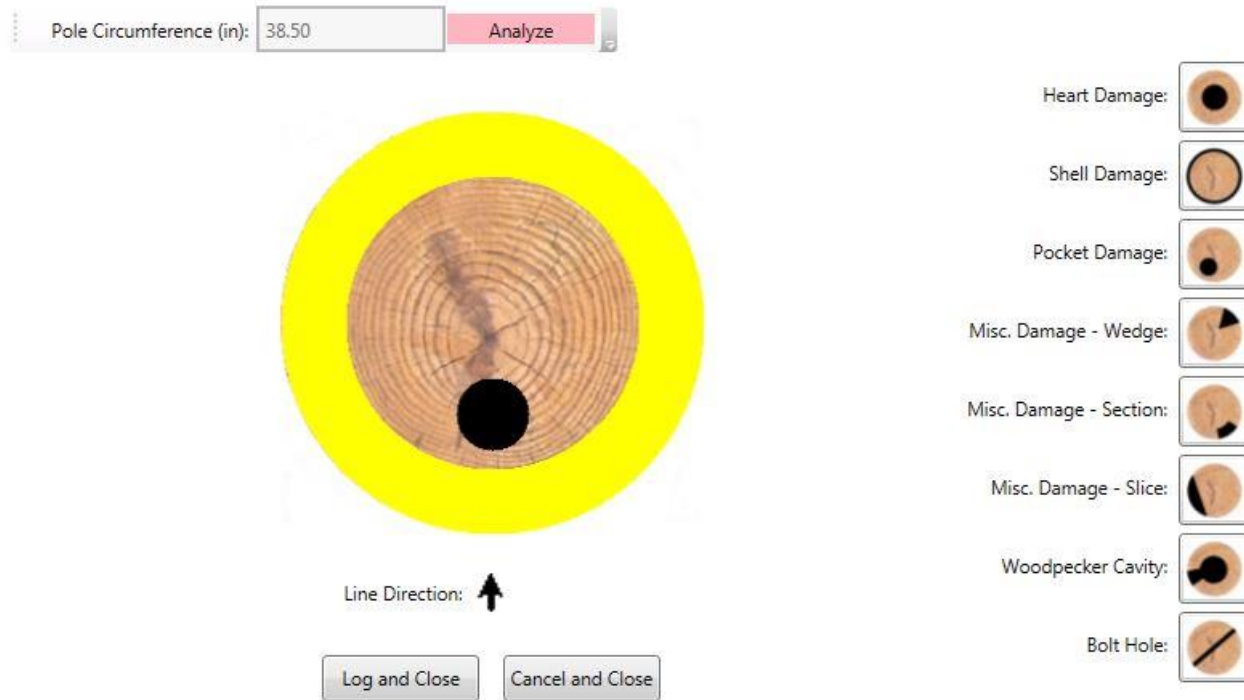 Pole Circumference (in): 38.50 Analyze
Heart Damage:
Shell Damage:
Pocket Damage:
Misc. Damage - Wedge:
Misc. Damage - Section:
Misc. Damage - Slice:
Woodpecker Cavity:
Bolt Hole:
Line Direction:
Log and Close Cancel and Close